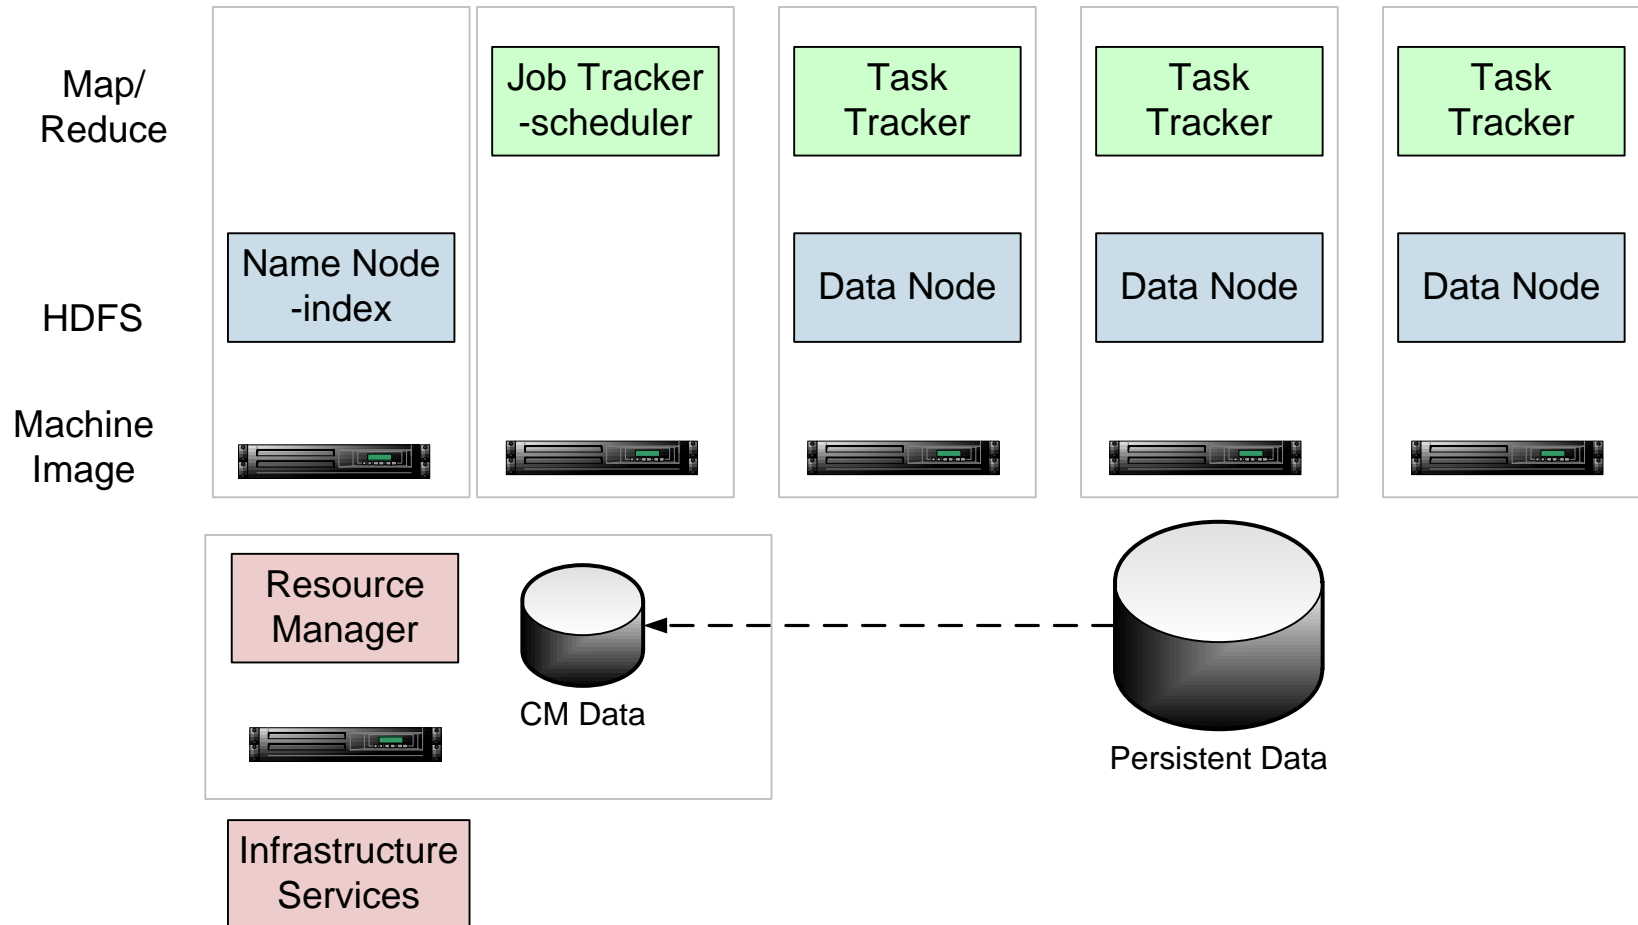 Map/
Reduce
Job Tracker
-scheduler
Task
Tracker
Task
Tracker
Task
Tracker
HDFS
Name Node
-index
Data Node
Data Node
Data Node
Machine
Image
Resource
Manager
CM Data
Persistent Data
Infrastructure
Services